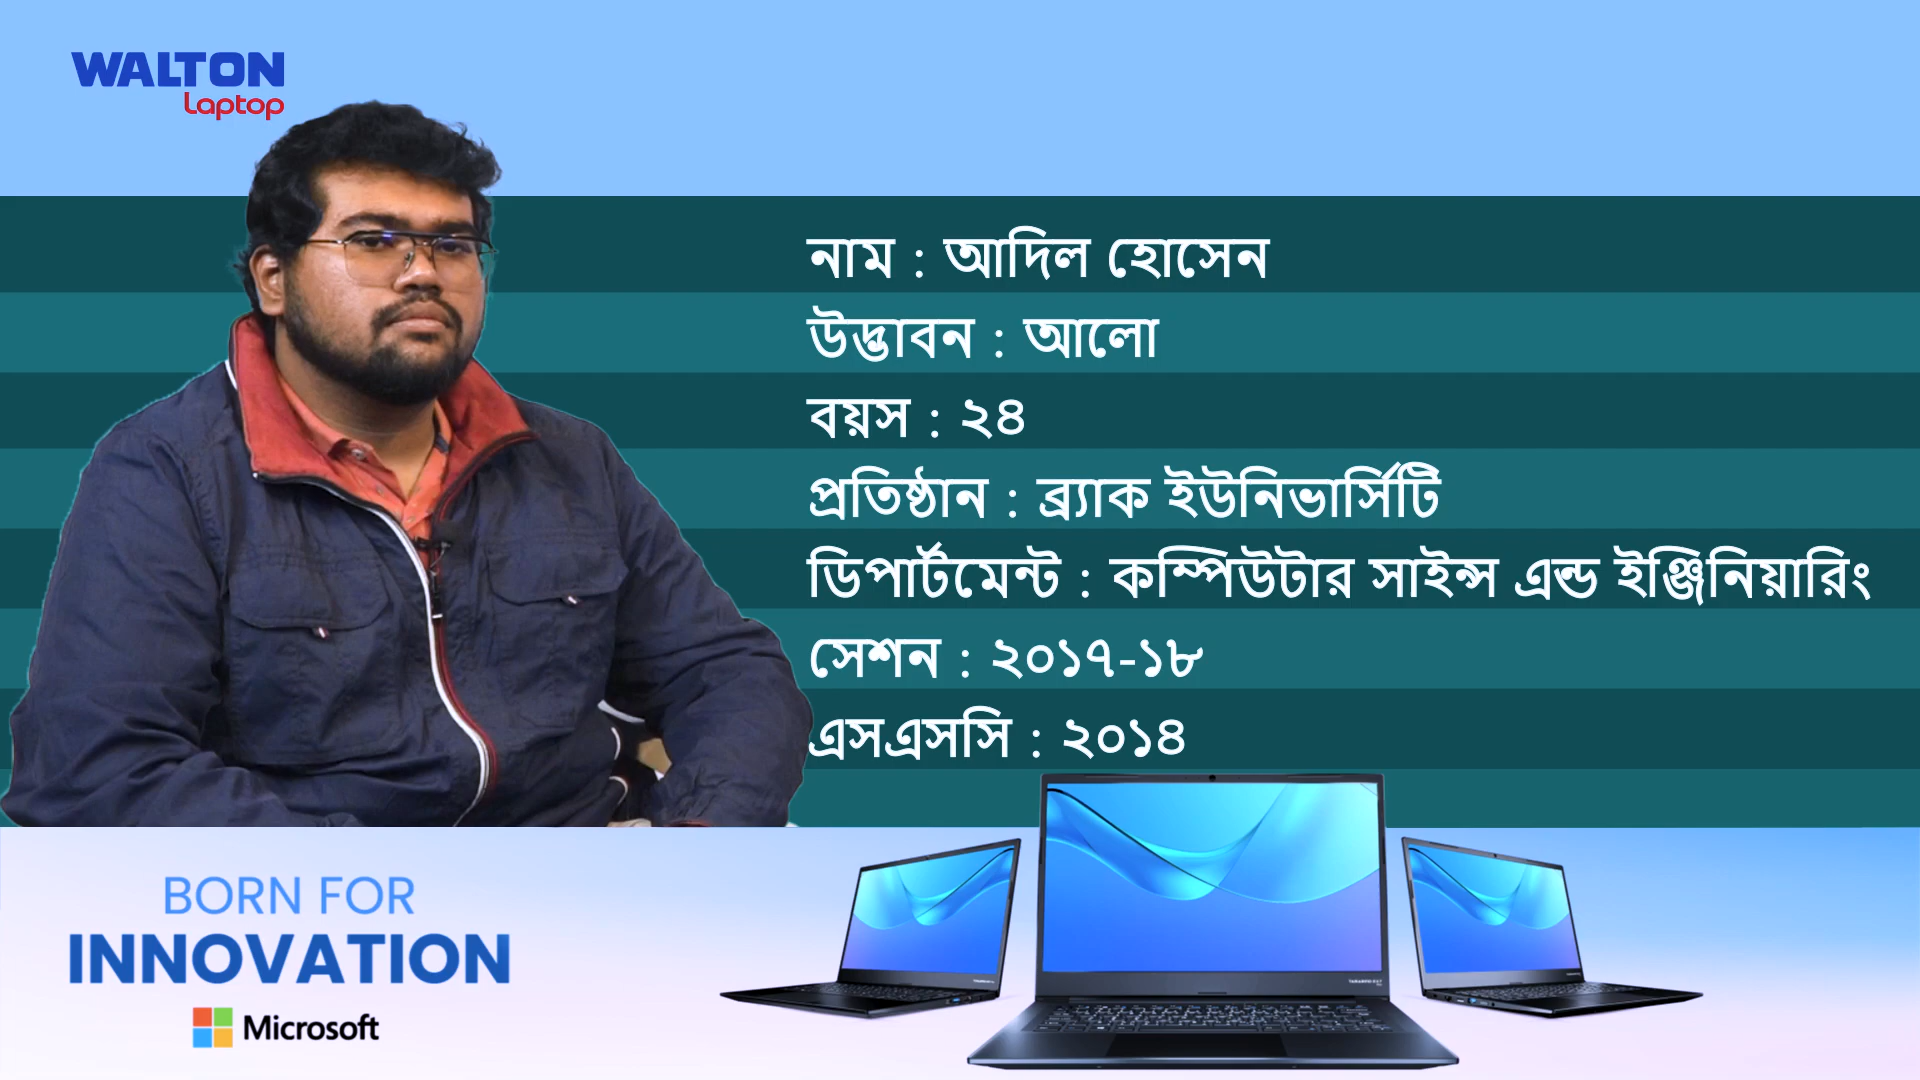 WALTON
Laptop
নাম : আদিল হোসেন
উদ্ভাবন : আলো
বয়স : ২৪
প্রতিষ্ঠান : ব্র্যাক ইউনিভার্সিটি
ডিপার্টমেন্ট : কম্পিউটার সাইন্স এন্ড ইঞ্জিনিয়ারিং
সেশন : ২০১৭-১৮
এসএসসি : ২০১৪
BORN FOR
INNOVATION
Microsoft